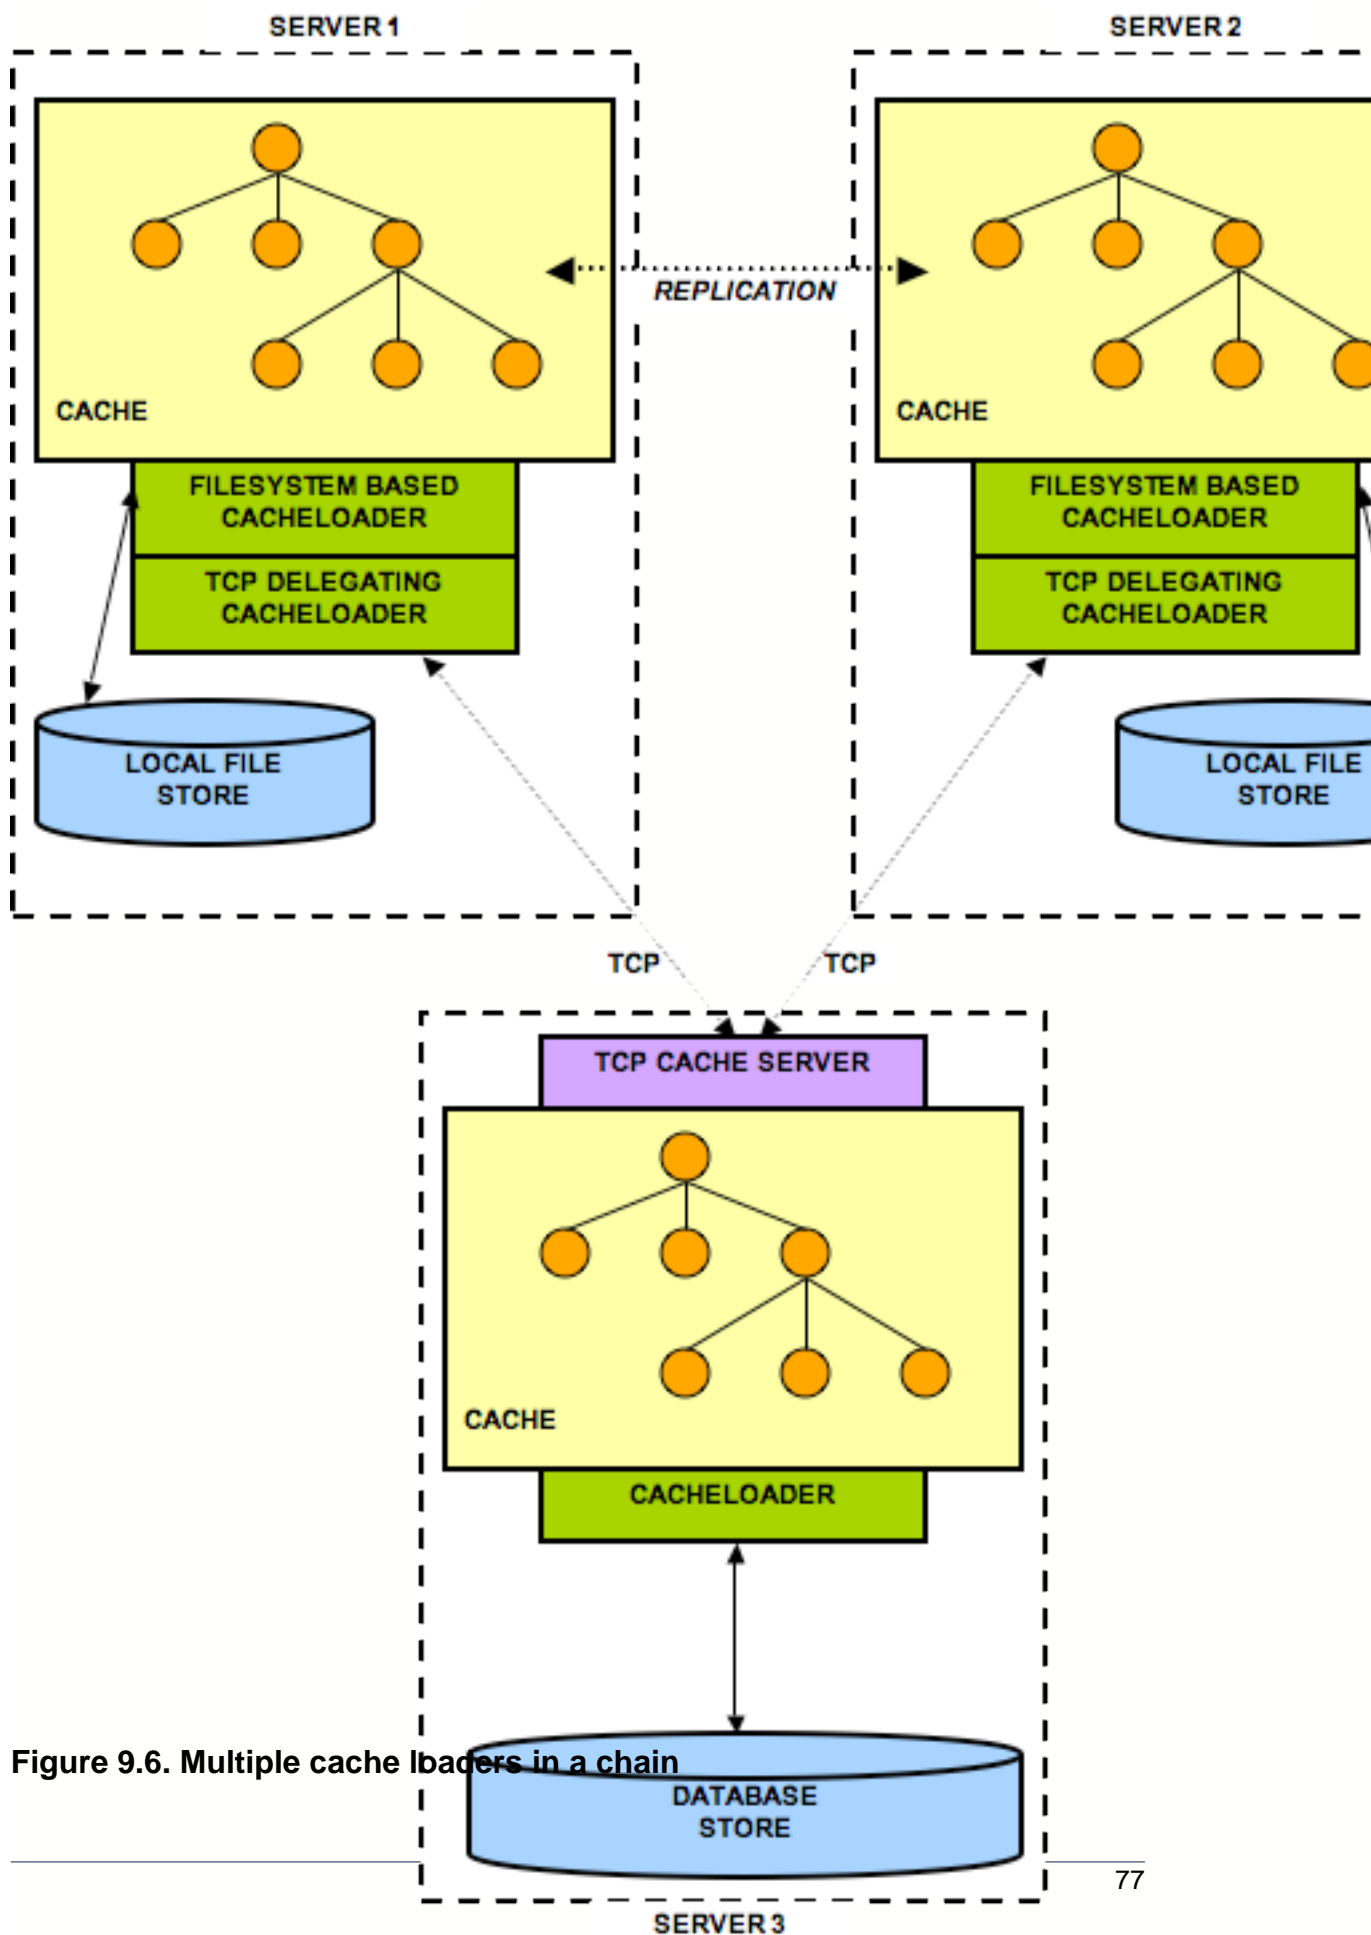 SERVER 1
SERVER 2
REPLICATION
CACHE
CACHE
FILESYSTEM BASED
CACHELOADER
TCP DELEGATING
CACHELOADER
FILESYSTEM BASED
CACHELOADER
TCP DELEGATING
CACHELOADER
LOCAL FILE
STORE
LOCAL FILE
STORE
TCP
TCP
TCP CACHE SERVER
CACHE
CACHELOADER
Figure 9.6. Multiple cache loaders in a chain
DATABASE
STORE
77
SERVER 3